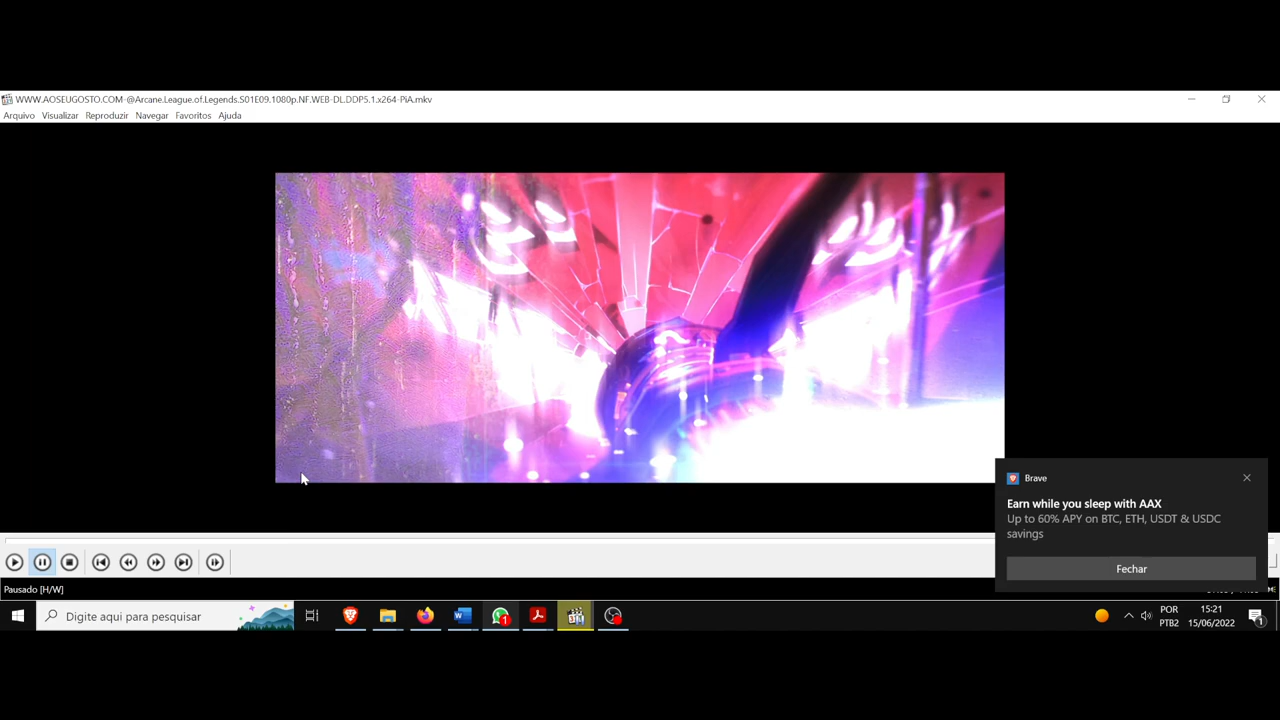 WWW.AOSEUGOSTO.COM-@Arcane.League.of.Legends.S01E09.1080p.NF.WEB-DL.DDP5.1.x264-PiA.mkv
Arquivo Visualizar Reproduzir Navegar Favoritos Ajuda
Brave
Earn while you sleep with AAX
Up to 60% APY on BTC, ETH, USDT & USDC
savings
Fechar
Pausado [H/W]
Digite aqui para pesquisar
1
POR
PTB2
15:21
15/06/2022
1